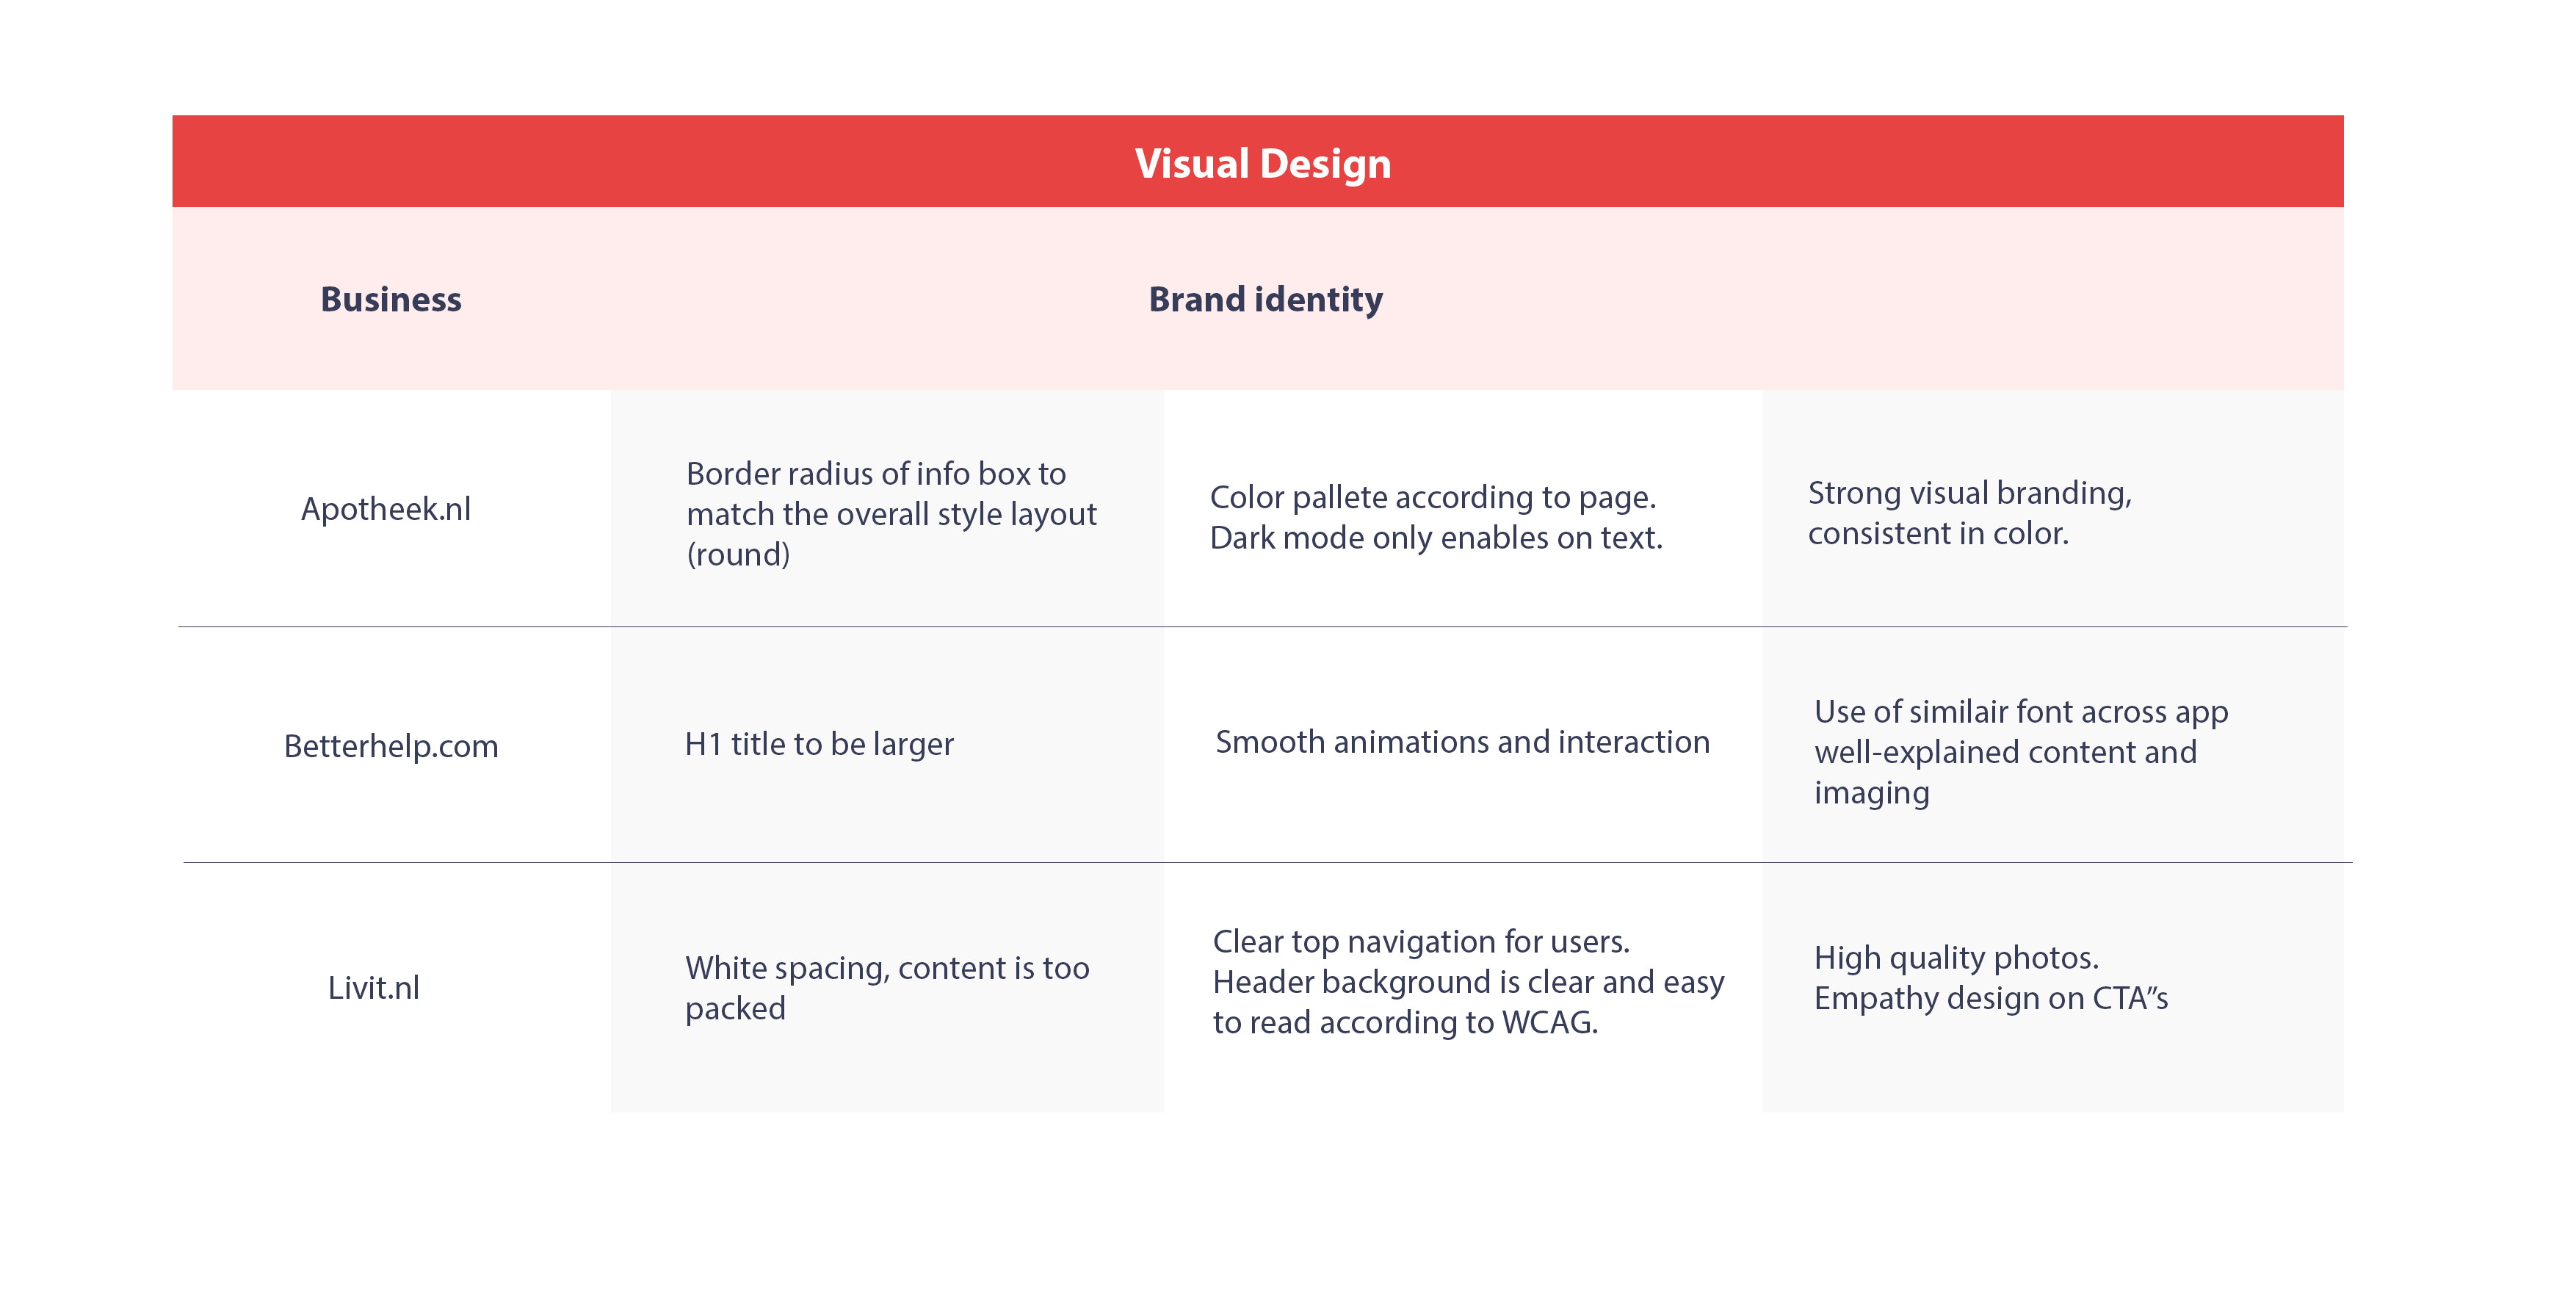 Visual Design
Business
Brand identity
Apotheek.nl
Border radius of info box to
match the overall style layout
(round)
Color pallete according to page.
Dark mode only enables on text.
Strong visual branding,
consistent in color.
Betterhelp.com
H1 title to be larger
Smooth animations and interaction
Use of similair font across app
well-explained content and
imaging
Livit.nl
White spacing, content is too
packed
Clear top navigation for users.
Header background is clear and easy
to read according to WCAG.
High quality photos.
Empathy design on CTA”s